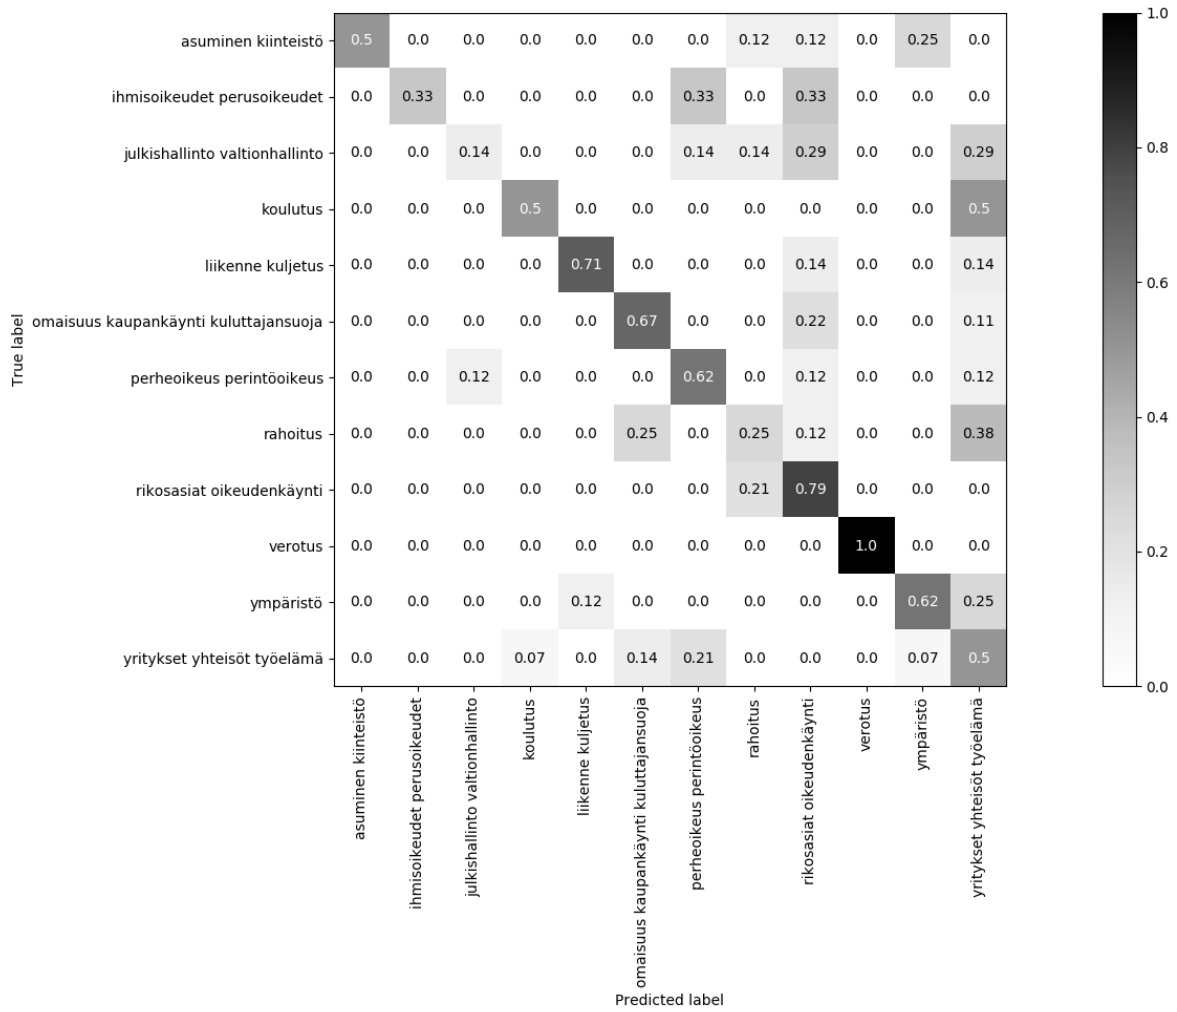 True label
asuminen kiinteistö 0.5 0.0 0.0 0.0 0.0 0.0 0.0 0.12 0.12 0.0 0.25 0.0
ihmisoikeudet perusoikeudet 0.0 0.33 0.0 0.0 0.0 0.0 0.33 0.0 0.33 0.0 0.0 0.0
julkishallinto valtionhallinto 0.0 0.0 0.14 0.0 0.0 0.0 0.14 0.14 0.29 0.0 0.0 0.29
koulutus 0.0 0.0 0.0 0.5 0.0 0.0 0.0 0.0 0.0 0.0 0.0 0.5
liikenne kuljetus 0.0 0.0 0.0 0.0 0.71 0.0 0.0 0.0 0.14 0.0 0.0 0.14
omaisuus kaupankäynti kuluttajansuoja 0.0 0.0 0.0 0.0 0.0 0.67 0.0 0.0 0.22 0.0 0.0 0.11
perheoikeus perintöoikeus 0.0 0.0 0.12 0.0 0.0 0.0 0.62 0.0 0.12 0.0 0.0 0.12
rahoitus 0.0 0.0 0.0 0.0 0.0 0.25 0.0 0.25 0.12 0.0 0.0 0.38
rikosasiat oikeudenkäynti 0.0 0.0 0.0 0.0 0.0 0.0 0.0 0.21 0.79 0.0 0.0 0.0
verotus 0.0 0.0 0.0 0.0 0.0 0.0 0.0 0.0 0.0 1.0 0.0 0.0
ympäristö 0.0 0.0 0.0 0.0 0.12 0.0 0.0 0.0 0.0 0.0 0.62 0.25
yritykset yhteisöt työelämä 0.0 0.0 0.0 0.07 0.0 0.14 0.21 0.0 0.0 0.0 0.07 0.5
asuminen kiinteistö
ihmisoikeudet perusoikeudet
julkishallinto valtionhallinto
koulutus
liikenne kuljetus
omaisuus kaupankäynti kuluttajansuoja
perheoikeus perintöoikeus
rahoitus
rikosasiat oikeudenkäynti
verotus
ympäristö
yritykset yhteisöt työelämä
Predicted label
1.0
0.8
0.6
0.4
0.2
0.0